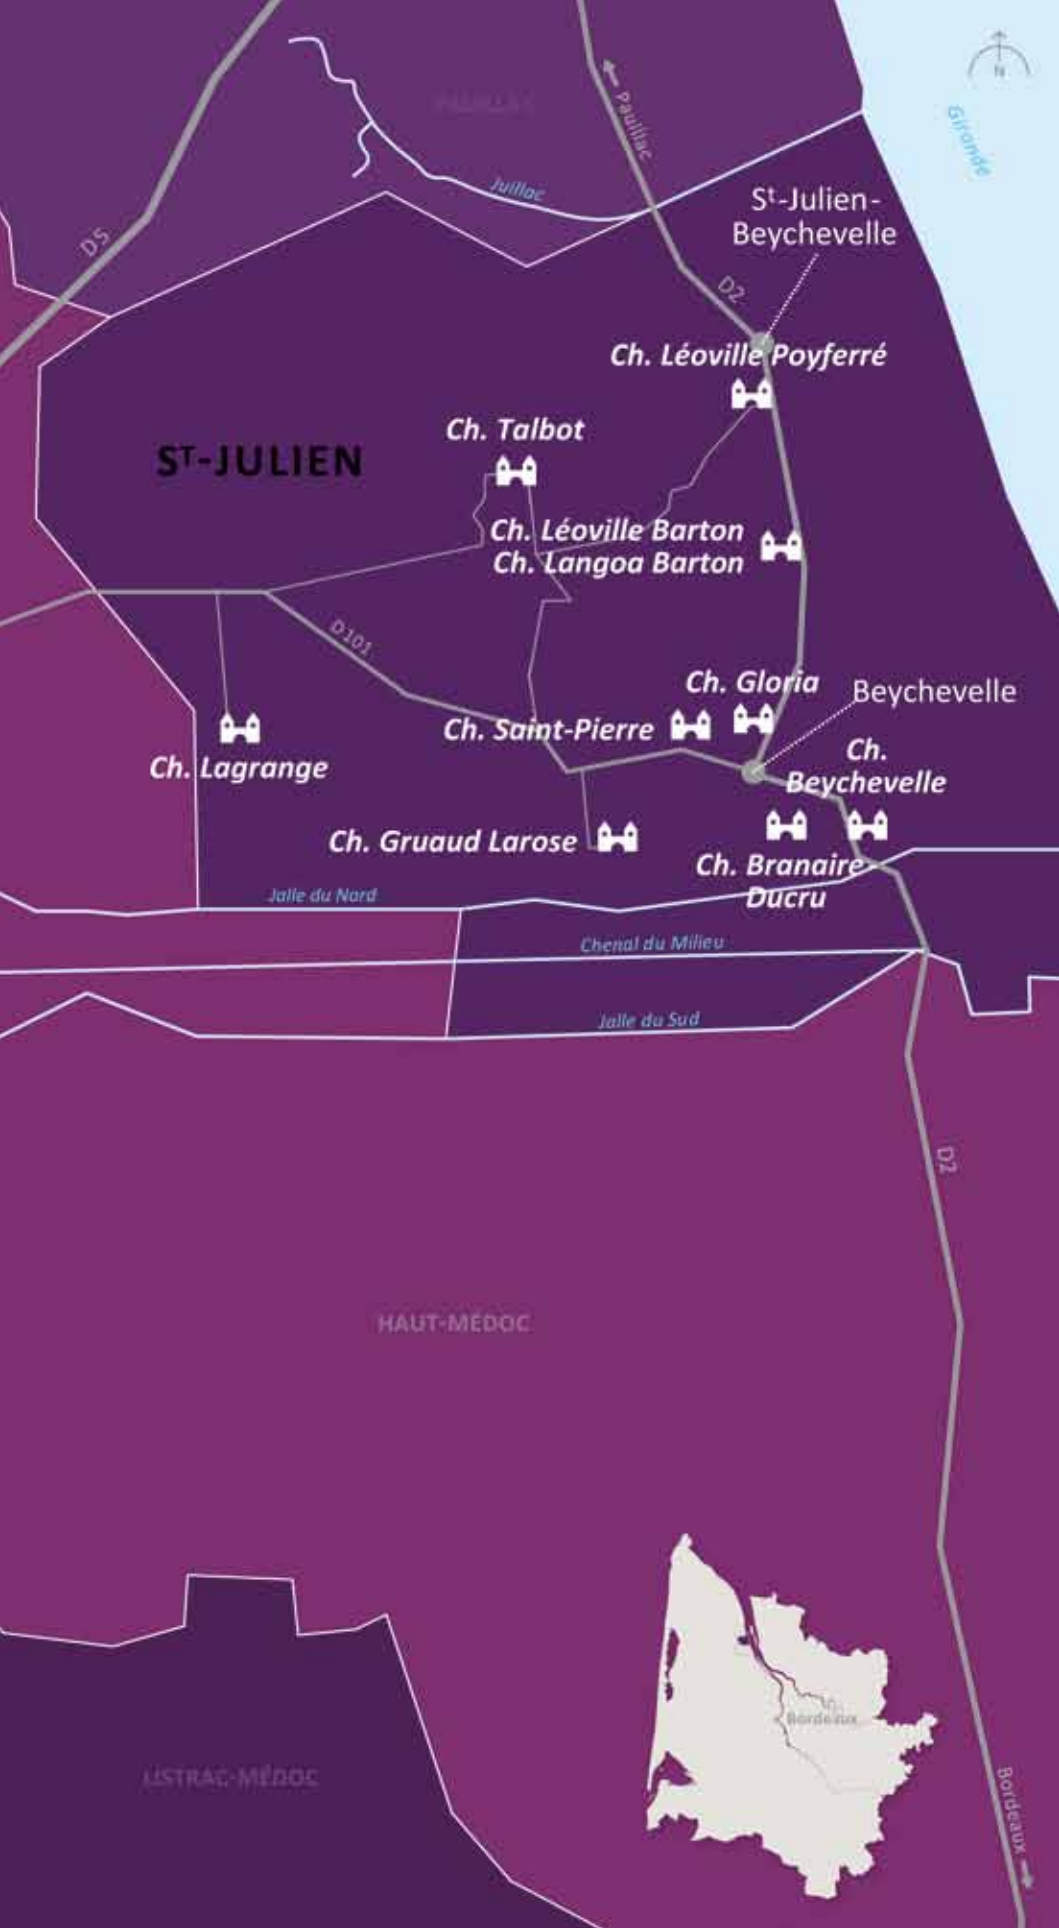 N
PAUILLAC
Pauillac
Gironde
Juillac
St-Julien-
Beychevelle
D5
D2
Ch. Léoville Poyferré
Ch. Talbot
ST-JULIEN
Ch. Léoville Barton
Ch. Langoa Barton
D101
Ch. Gloria
Beychevelle
Ch. Saint-Pierre
Ch. Lagrange
Ch.
Beychevelle
Ch. Gruaud Larose
Ch. Branaire
Ducru
Jalle du Nord
Chenal du Milieu
Jalle du Sud
D2
HAUT-MÉDOC
Bordeaux
LISTRAC-MÉDOC
Bordeaux